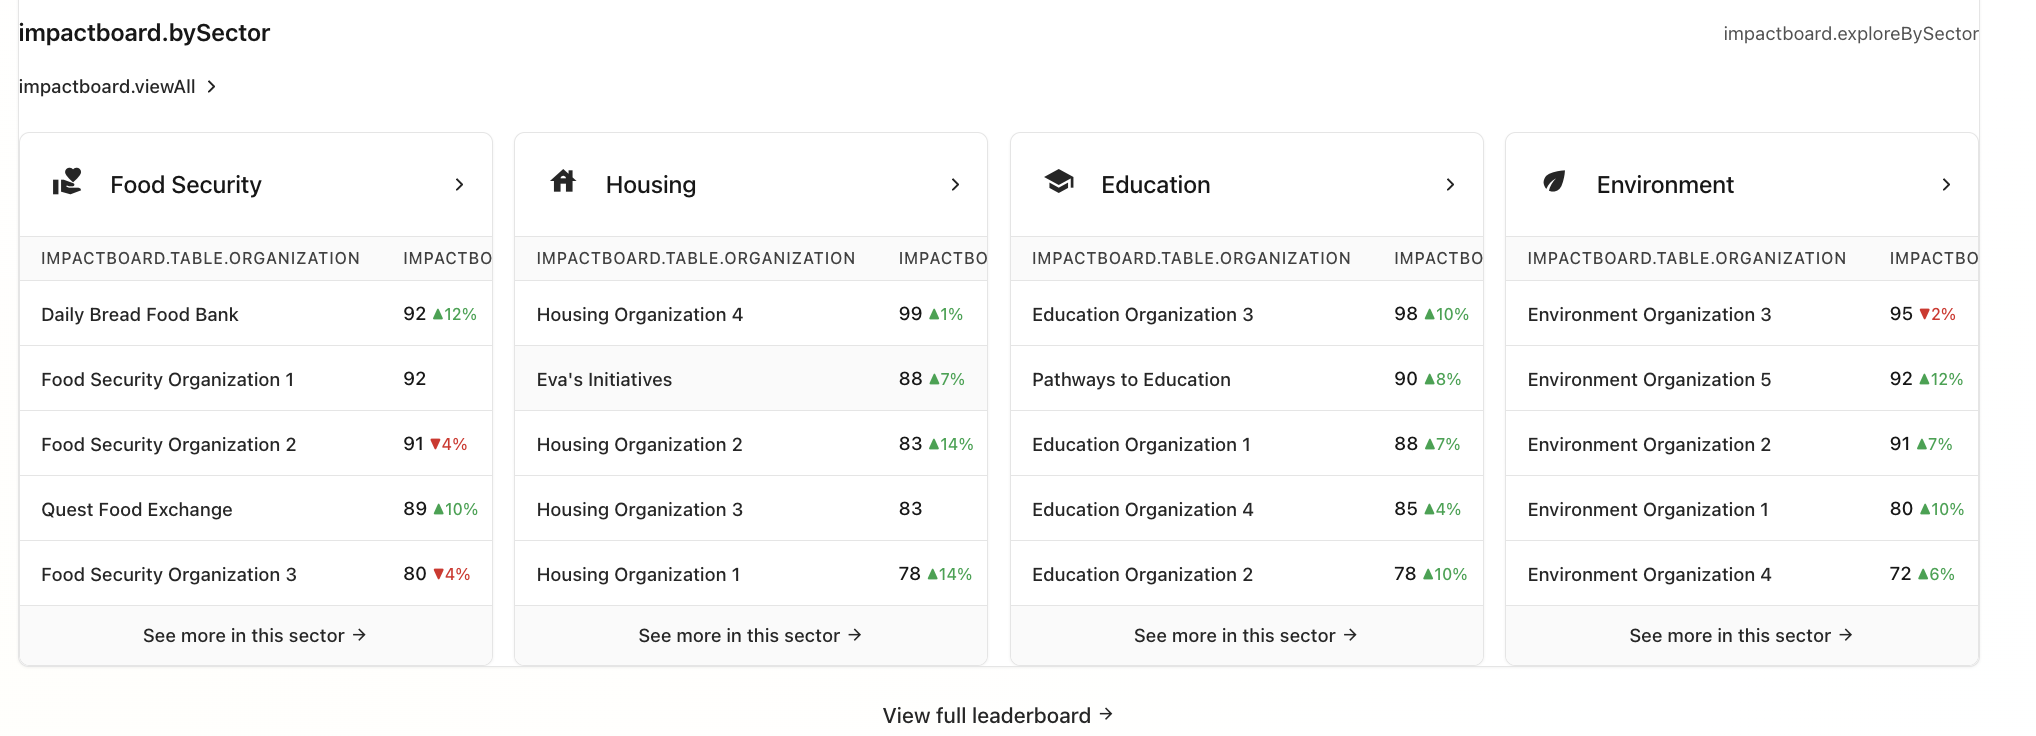 impactboard.bySector
impactboard.exploreBySector
impactboard.viewAll
Food Security
IMPACTBOARD.TABLE.ORGANIZATION IMPACTBO
Daily Bread Food Bank 92 ▲12%
Food Security Organization 1 92
Food Security Organization 2 91 ▼4%
Quest Food Exchange 89 ▲10%
Food Security Organization 3 80 ▼4%
See more in this sector →
Housing
IMPACTBOARD.TABLE.ORGANIZATION IMPACTBO
Housing Organization 4 99 ▲1%
Eva's Initiatives 88 ▲7%
Housing Organization 2 83 ▲14%
Housing Organization 3 83
Housing Organization 1 78 ▲14%
See more in this sector →
Education
IMPACTBOARD.TABLE.ORGANIZATION IMPACTBO
Education Organization 3 98 ▲10%
Pathways to Education 90 ▲8%
Education Organization 1 88 ▲7%
Education Organization 4 85 ▲4%
Education Organization 2 78 ▲10%
See more in this sector →
Environment
IMPACTBOARD.TABLE.ORGANIZATION IMPACTBO
Environment Organization 3 95 ▼2%
Environment Organization 5 92 ▲12%
Environment Organization 2 91 ▲7%
Environment Organization 1 80 ▲10%
Environment Organization 4 72 ▲6%
See more in this sector →
View full leaderboard →